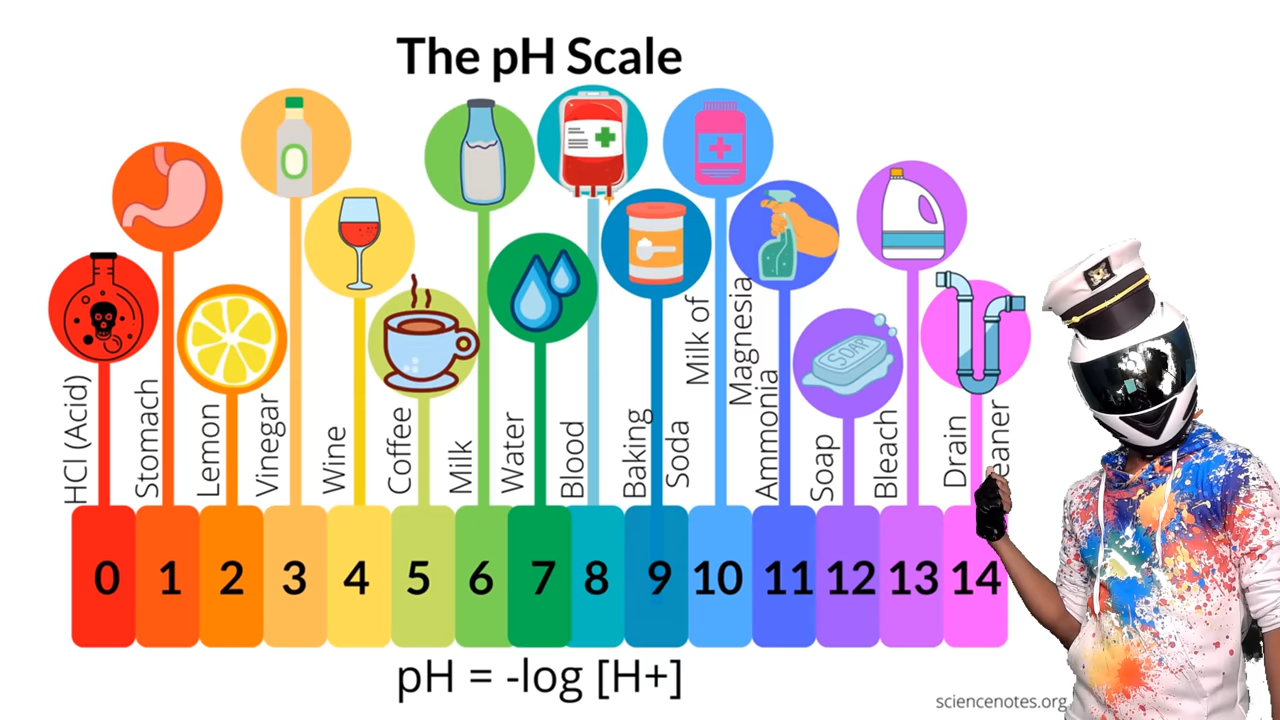 The pH Scale
HCl (Acid)
Stomach
Lemon
Vinegar
Wine
Coffee
Milk
Water
Blood
Baking
Soda
Milk of
Magnesia
Ammonia
Soap
Bleach
Drain
eaner
SOAP
0 1 2 3 4 5 6 7 8 9 10 11 12 13 14
pH = -log [H+]
sciencenotes.org